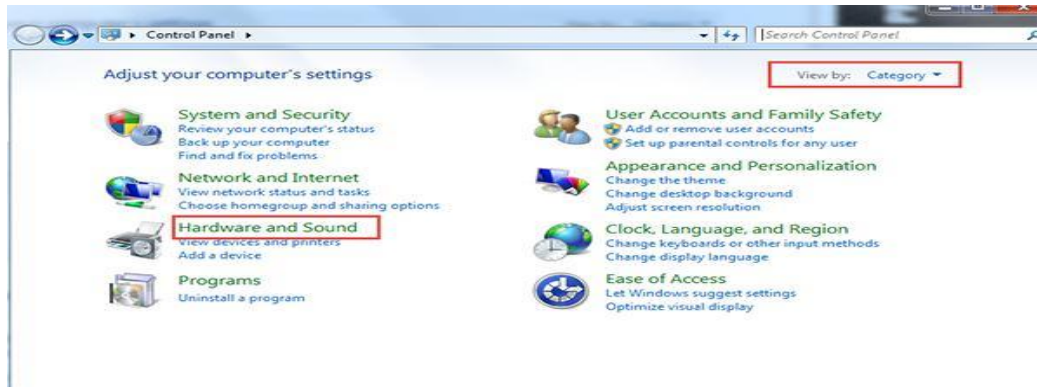 Control Panel
Search Control Panel
Adjust your computer's settings
View by: Category
System and Security
Review your computer's status
Back up your computer
Find and fix problems
Network and Internet
View network status and tasks
Choose homegroup and sharing options
Hardware and Sound
View devices and printers
Add a device
Programs
Uninstall a program
User Accounts and Family Safety
Add or remove user accounts
Set up parental controls for any user
Appearance and Personalization
Change the theme
Change desktop background
Adjust screen resolution
Clock, Language, and Region
Change keyboards or other input methods
Change display language
Ease of Access
Let Windows suggest settings
Optimize visual display